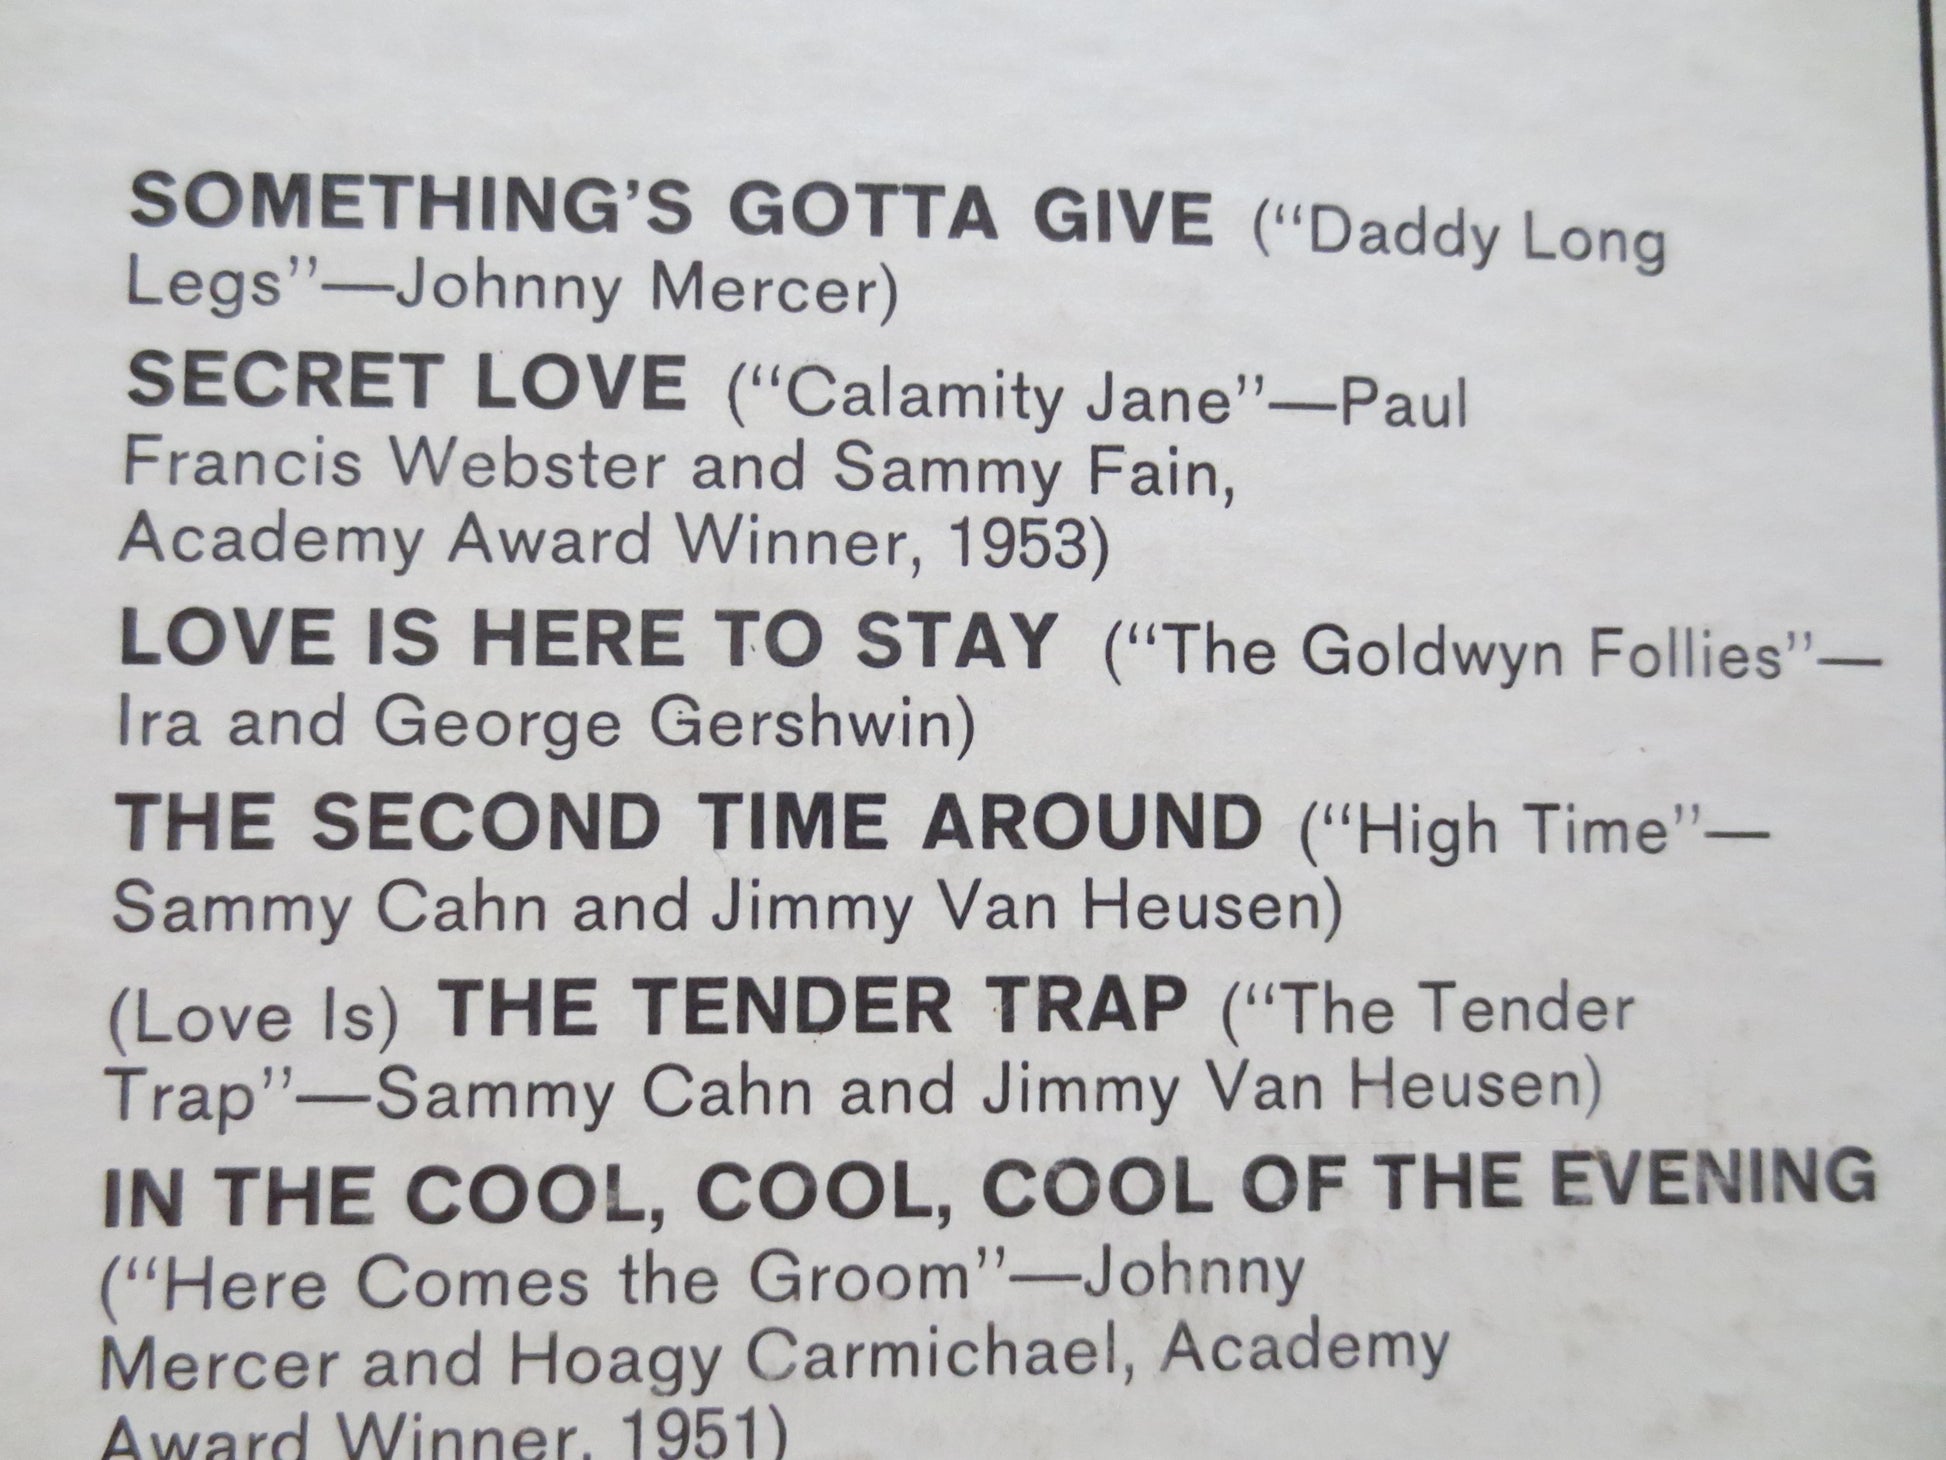 SOMETHING’S GOTTA GIVE (“Daddy Long
Legs”—Johnny Mercer)
SECRET LOVE (“Calamity Jane”—Paul
Francis Webster and Sammy Fain,
Academy Award Winner, 1953)
LOVE IS HERE TO STAY (“The Goldwyn Follies”—
Ira and George Gershwin)
THE SECOND TIME AROUND (“High Time”—
Sammy Cahn and Jimmy Van Heusen)
(Love Is) THE TENDER TRAP (“The Tender
Trap”—Sammy Cahn and Jimmy Van Heusen)
IN THE COOL, COOL, COOL OF THE EVENING
(“Here Comes the Groom”—Johnny
Mercer and Hoagy Carmichael, Academy
Award Winner, 1951)